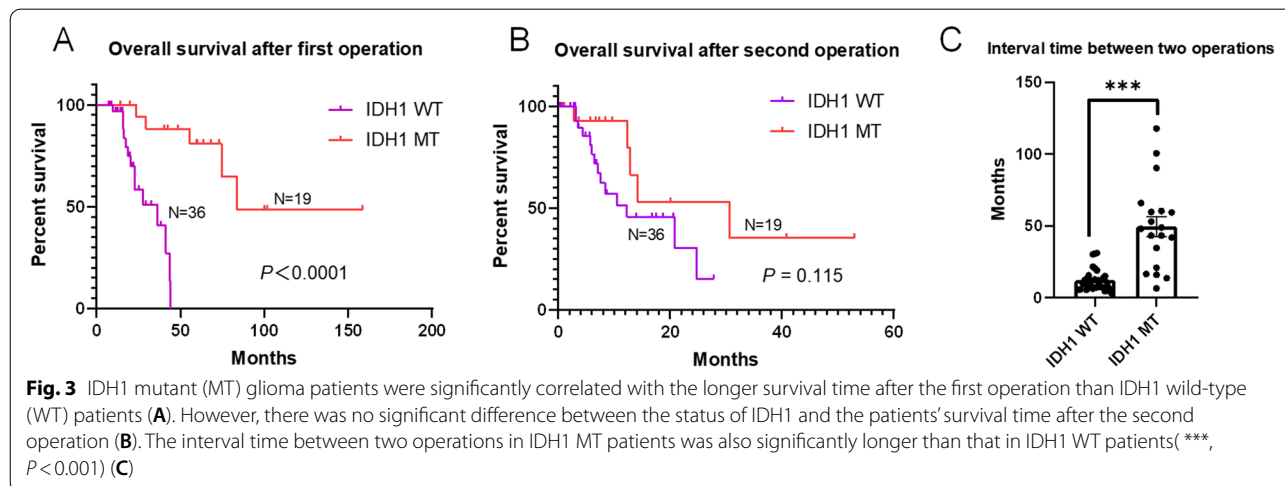 A
Overall survival after first operation
Percent survival
100
50
0
IDH1 WT
IDH1 MT
N=36
N=19
P<0.0001
0 50 100 150 200
Months
B
Overall survival after second operation
Percent survival
100
50
0
IDH1 WT
IDH1 MT
N=36
N=19
P = 0.115
0 20 40 60
Months
C
Interval time between two operations
Months
150
100
50
0
***
IDH1 WT
IDH1 MT
Fig. 3 IDH1 mutant (MT) glioma patients were significantly correlated with the longer survival time after the first operation than IDH1 wild-type
(WT) patients (A). However, there was no significant difference between the status of IDH1 and the patients’ survival time after the second
operation (B). The interval time between two operations in IDH1 MT patients was also significantly longer than that in IDH1 WT patients( ***,
P<0.001) (C)